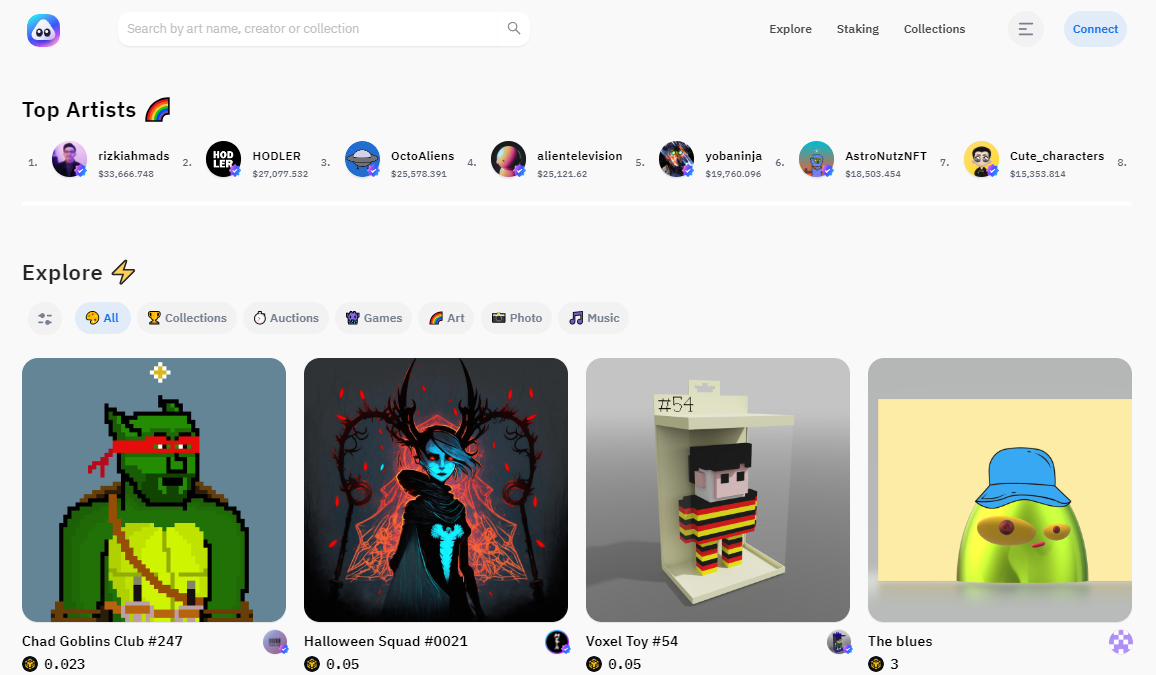 Search by art name, creator or collection
Explore
Staking
Collections
Connect
Top Artists
1. rizkiahmads $33,666.748
2. HODLER $27,077.532
3. OctoAliens $25,578.391
4. alientelevision $25,121.62
5. yobaninja $19,760.096
6. AstroNutzNFT $18,503.454
7. Cute_characters $15,353.814
8.
HOD
LER
Explore
All
Collections
Auctions
Games
Art
Photo
Music
#54
Chad Goblins Club #247
0.023
Halloween Squad #0021
0.05
Voxel Toy #54
0.05
The blues
3